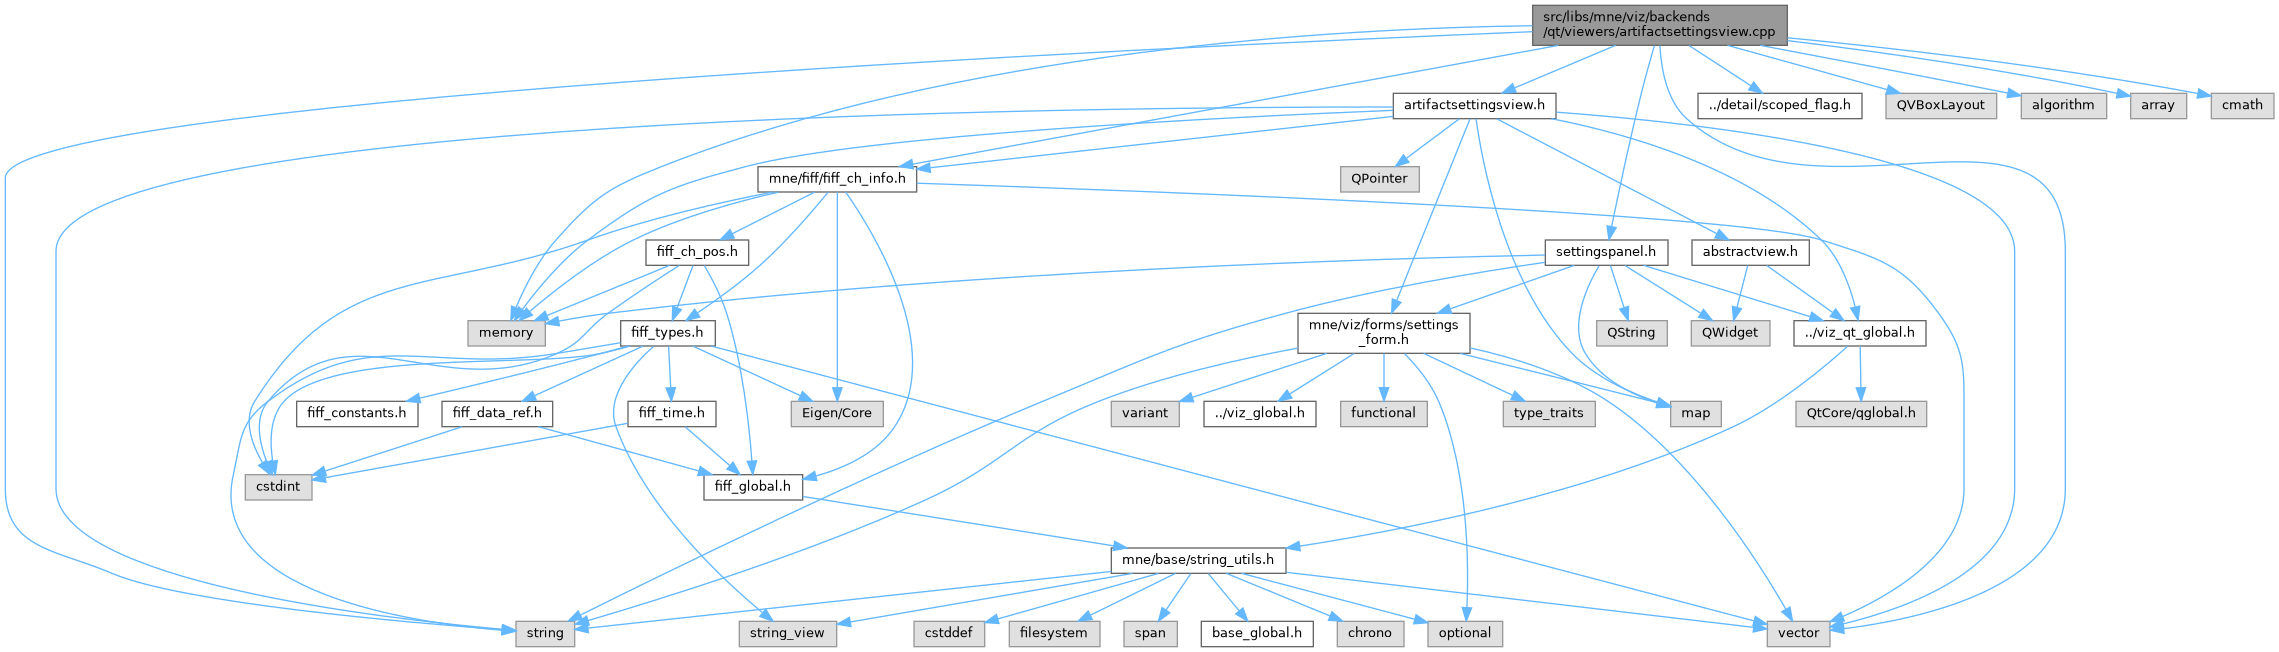 src/libs/mne/viz/backends
/qt/viewers/artifactsettingsview.cpp
artifactsettingsview.h
../detail/scoped_flag.h
QVBoxLayout
algorithm
array
cmath
mne/fiff/fiff_ch_info.h
QPointer
fiff_ch_pos.h
settingspanel.h
abstractview.h
memory
fiff_types.h
mne/viz/forms/settings
_form.h
QString
QWidget
../viz_qt_global.h
fiff_constants.h
fiff_data_ref.h
fiff_time.h
Eigen/Core
variant
../viz_global.h
functional
type_traits
map
QtCore/qglobal.h
cstdint
fiff_global.h
mne/base/string_utils.h
string
string_view
cstddef
filesystem
span
base_global.h
chrono
optional
vector